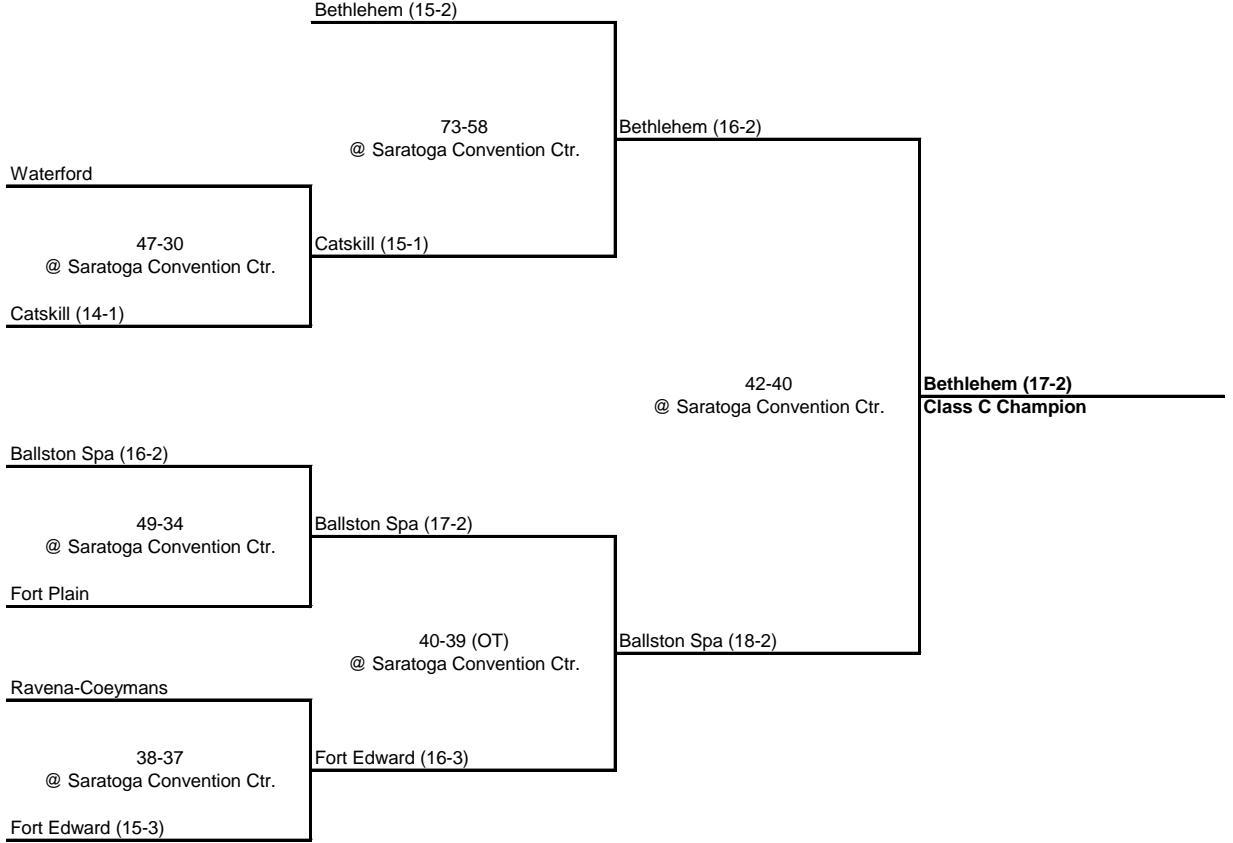 Bethlehem (15-2)
73-58
@ Saratoga Convention Ctr.
Bethlehem (16-2)
Waterford
47-30
@ Saratoga Convention Ctr.
Catskill (15-1)
Catskill (14-1)
42-40
@ Saratoga Convention Ctr.
Bethlehem (17-2)
Class C Champion
Ballston Spa (16-2)
49-34
@ Saratoga Convention Ctr.
Ballston Spa (17-2)
Fort Plain
40-39 (OT)
@ Saratoga Convention Ctr.
Ballston Spa (18-2)
Ravena-Coeymans
38-37
@ Saratoga Convention Ctr.
Fort Edward (16-3)
Fort Edward (15-3)